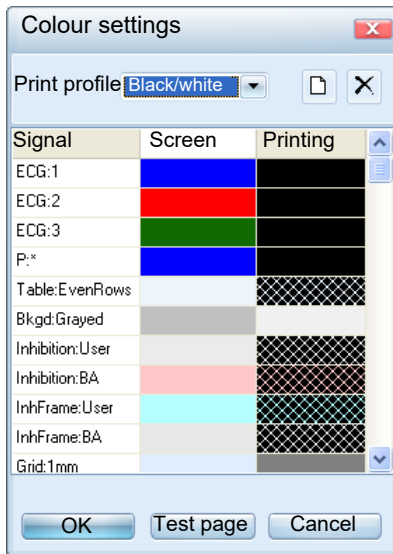 Colour settings
Print profile Black/white
Signal Screen Printing
ECG:1
ECG:2
ECG:3
P:*
Table:EvenRows
Bkgd:Grayed
Inhibition:User
Inhibition:BA
InhFrame:User
InhFrame:BA
Grid:1mm
OK Test page Cancel